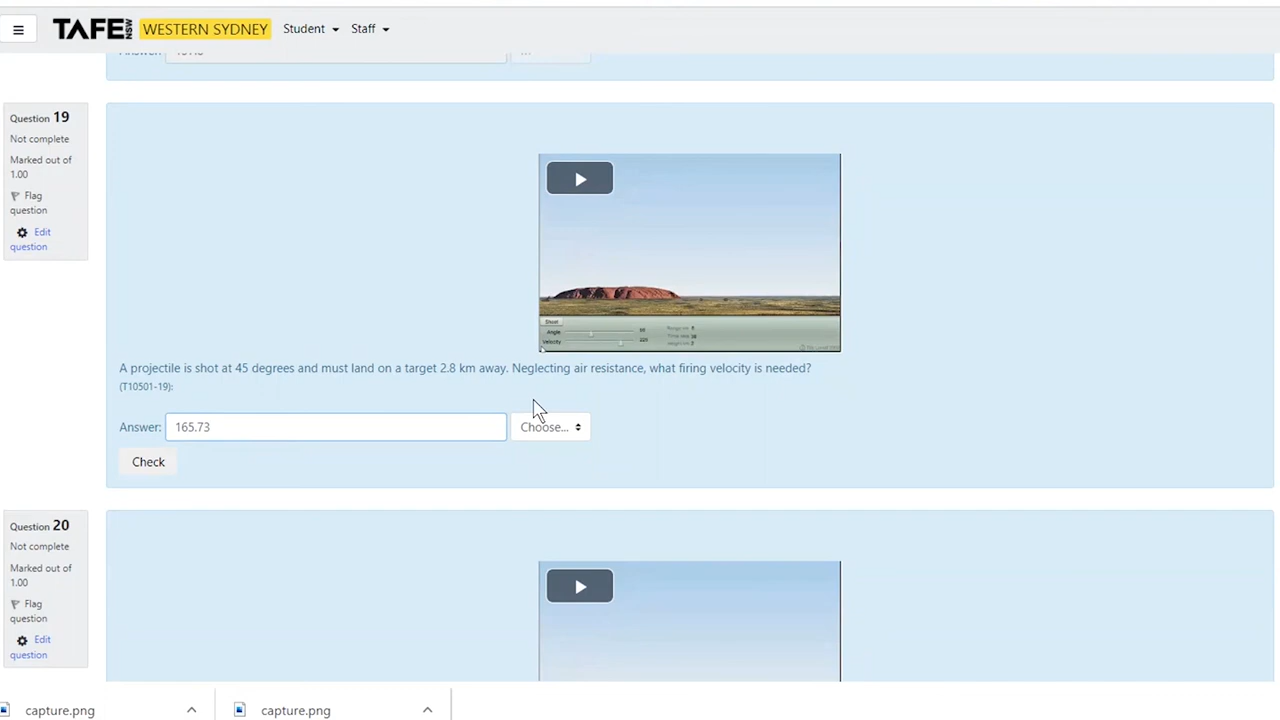 TAFE NSW WESTERN SYDNEY Student Staff
Question 19
Not complete
Marked out of
1.00
Flag
question
Edit
question
Shoot
Angle
Velocity
A projectile is shot at 45 degrees and must land on a target 2.8 km away. Neglecting air resistance, what firing velocity is needed?
(T10501-19):
Answer: 165.73 Choose...
Check
Question 20
Not complete
Marked out of
1.00
Flag
question
Edit
question
capture.png capture.png